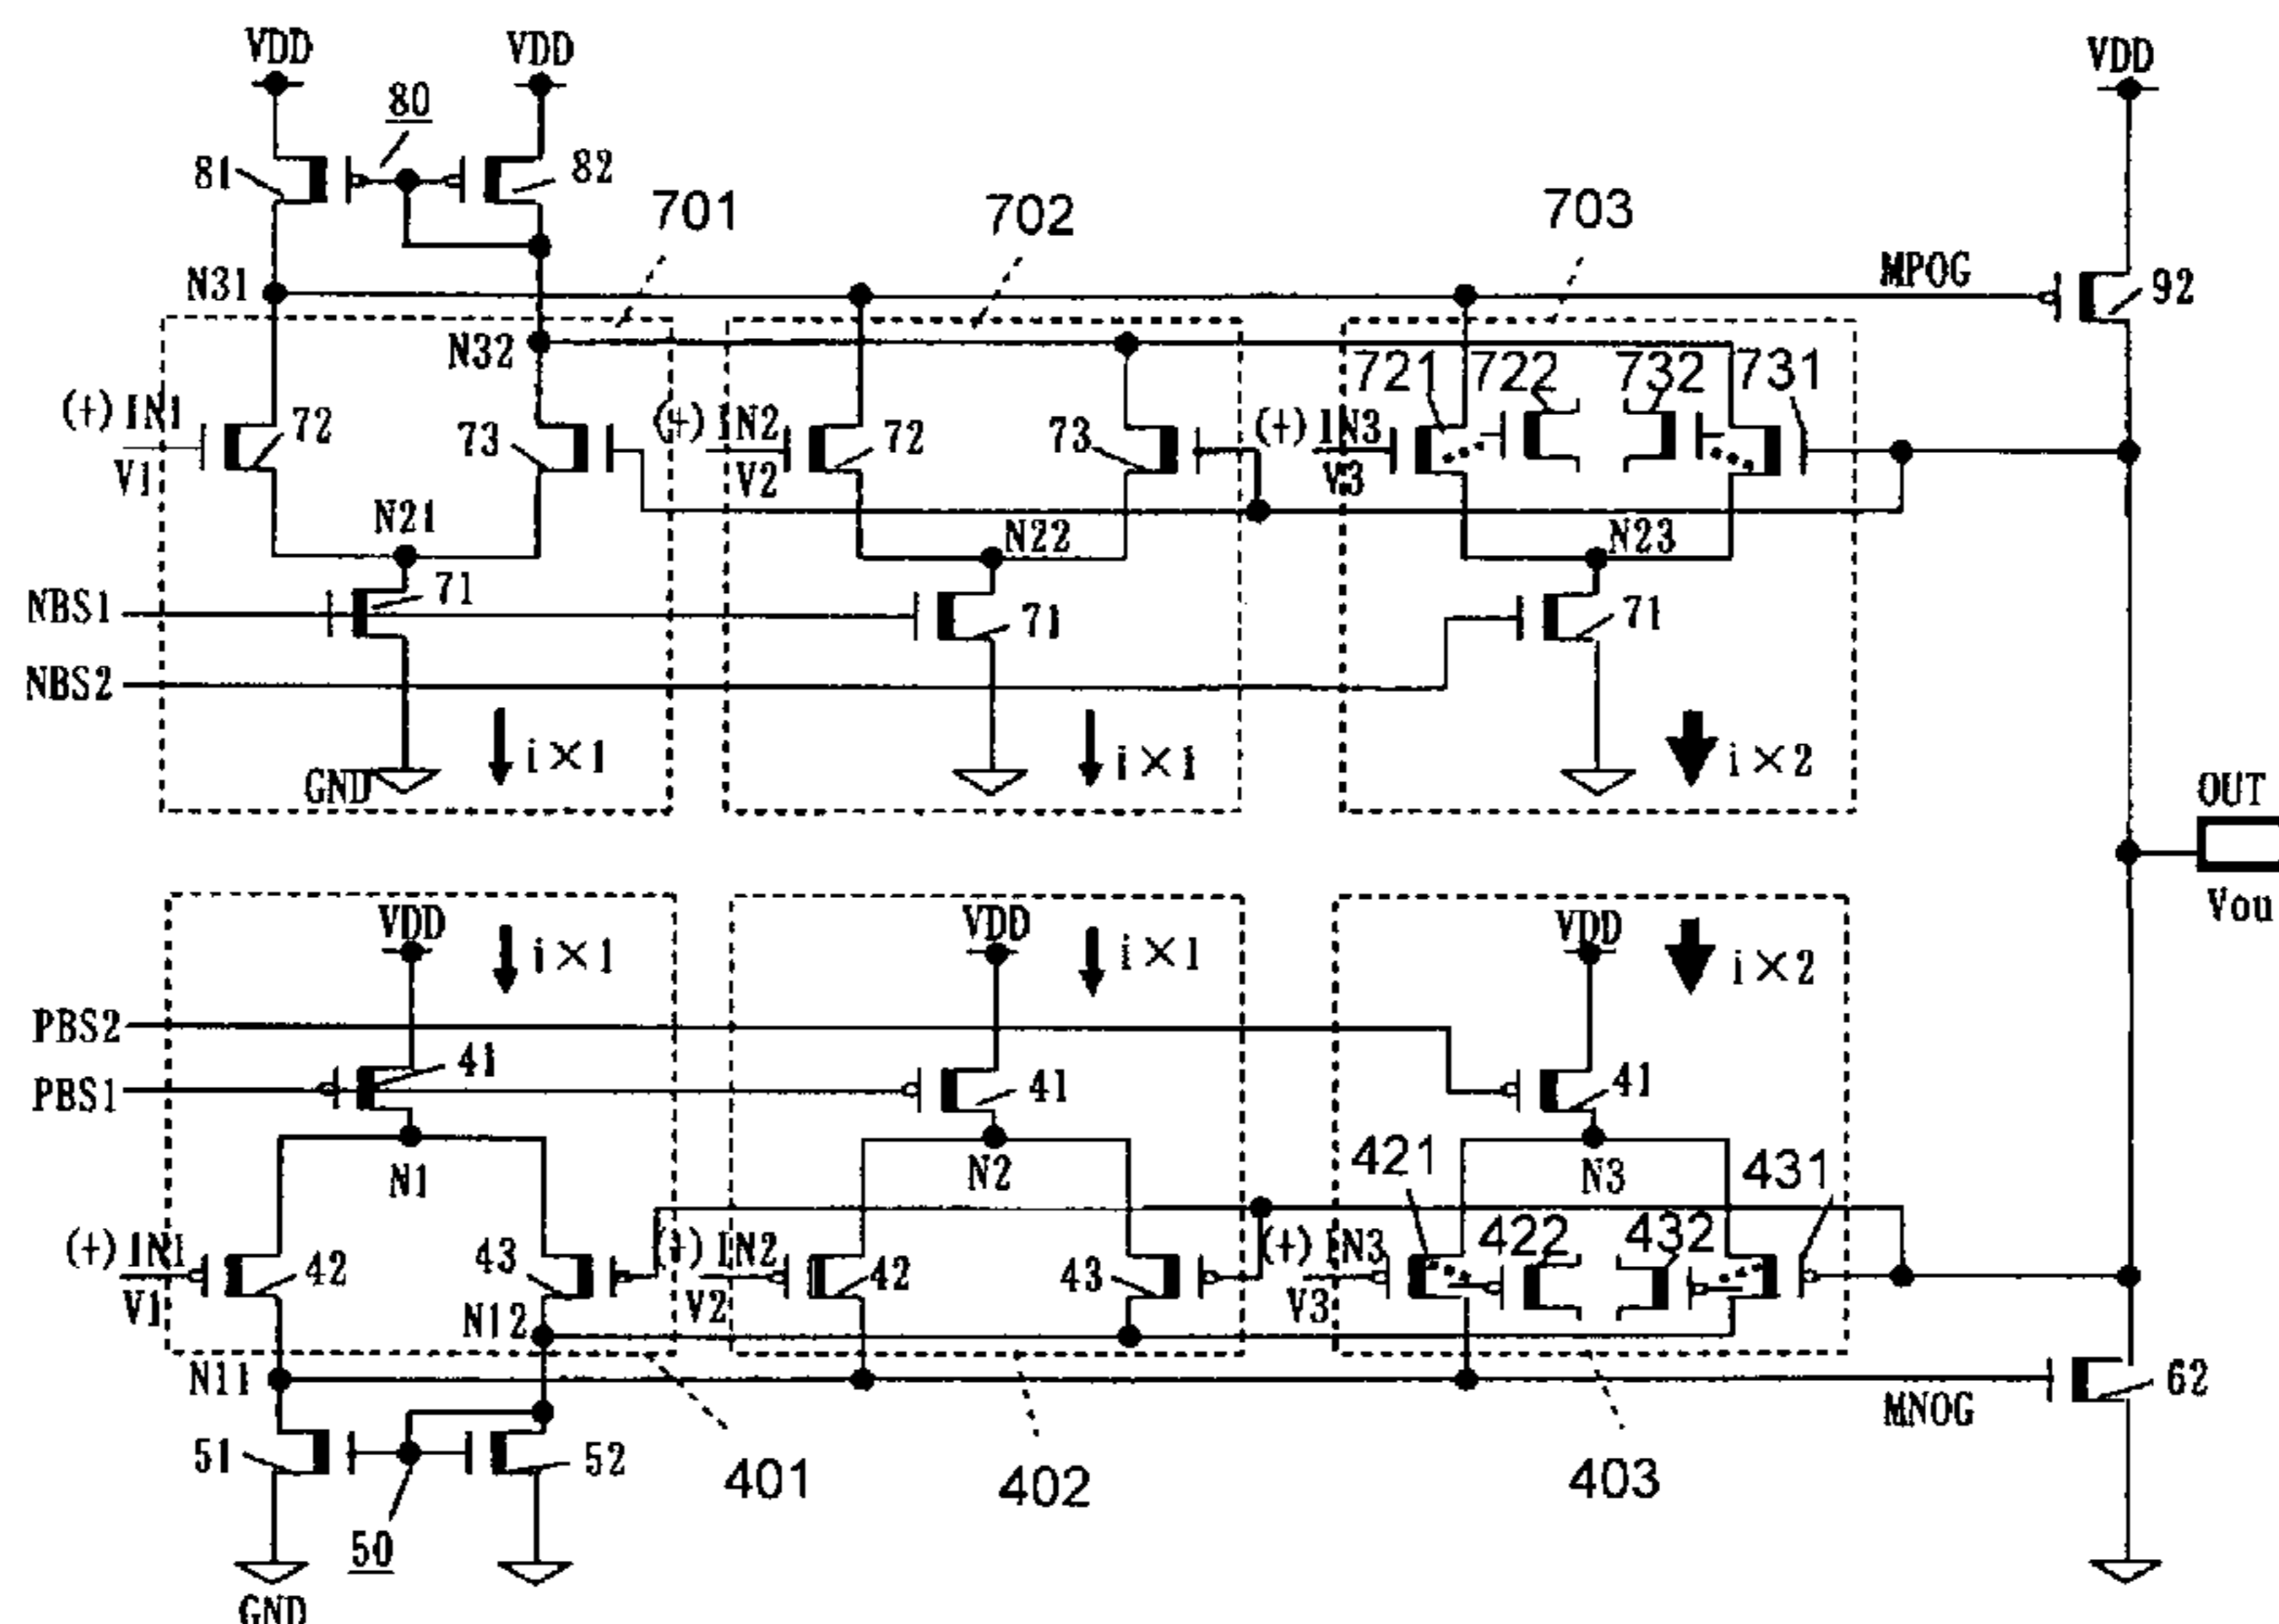 VDD
VDD
VDD
80
81
82
701
702
703
N31
MPOG
92
N32
721
722
732
731
(+) IN1
72
73
V1
(+) IN2
72
73
V2
(+) IN3
V3
N21
N22
N23
NBS1
71
71
71
NBS2
i×1
i×1
i×2
GND
OUT
Vou
VDD
i×1
VDD
i×1
VDD
i×2
PBS2
PBS1
41
41
41
N1
N2
N3
421
431
422
432
(+) IN1
42
43
V1
(+) IN2
42
43
V2
(+) IN3
V3
N12
N11
MNOG
62
51
52
401
402
403
50
GND